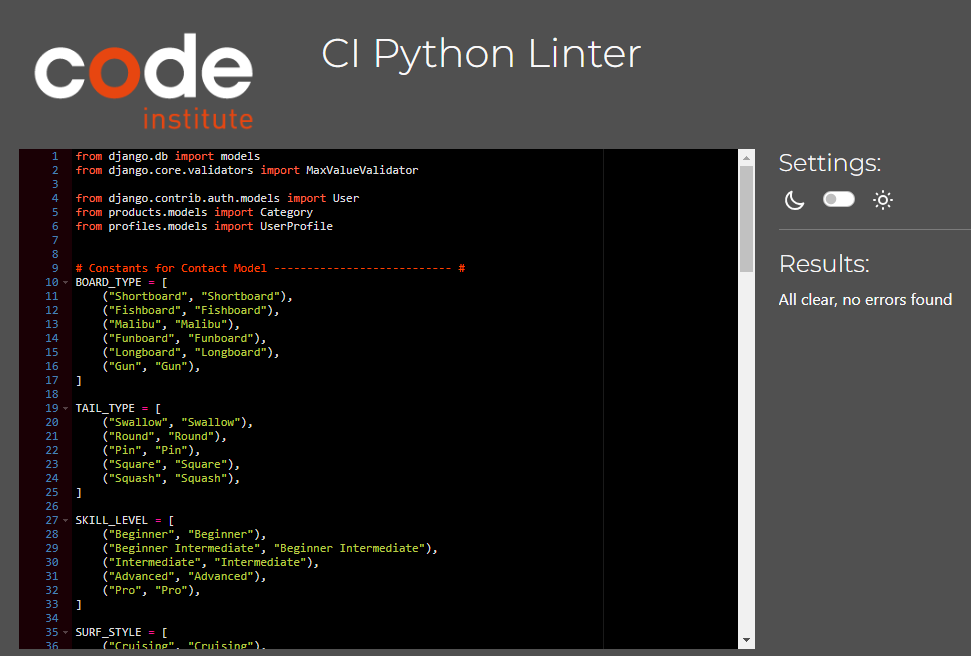 code
institute
CI Python Linter
1 from django.db import models
2 from django.core.validators import MaxValueValidator
3
4 from django.contrib.auth.models import User
5 from products.models import Category
6 from profiles.models import UserProfile
7
8
9 # Constants for Contact Model --------------------------- #
10 BOARD_TYPE = [
11     ("Shortboard", "Shortboard"),
12     ("Fishboard", "Fishboard"),
13     ("Malibu", "Malibu"),
14     ("Funboard", "Funboard"),
15     ("Longboard", "Longboard"),
16     ("Gun", "Gun"),
17 ]
18
19 TAIL_TYPE = [
20     ("Swallow", "Swallow"),
21     ("Round", "Round"),
22     ("Pin", "Pin"),
23     ("Square", "Square"),
24     ("Squash", "Squash"),
25 ]
26
27 SKILL_LEVEL = [
28     ("Beginner", "Beginner"),
29     ("Beginner Intermediate", "Beginner Intermediate"),
30     ("Intermediate", "Intermediate"),
31     ("Advanced", "Advanced"),
32     ("Pro", "Pro"),
33 ]
34
35 SURF_STYLE = [
36     ("Cruising", "Cruising"),
Settings:
Results:
All clear, no errors found